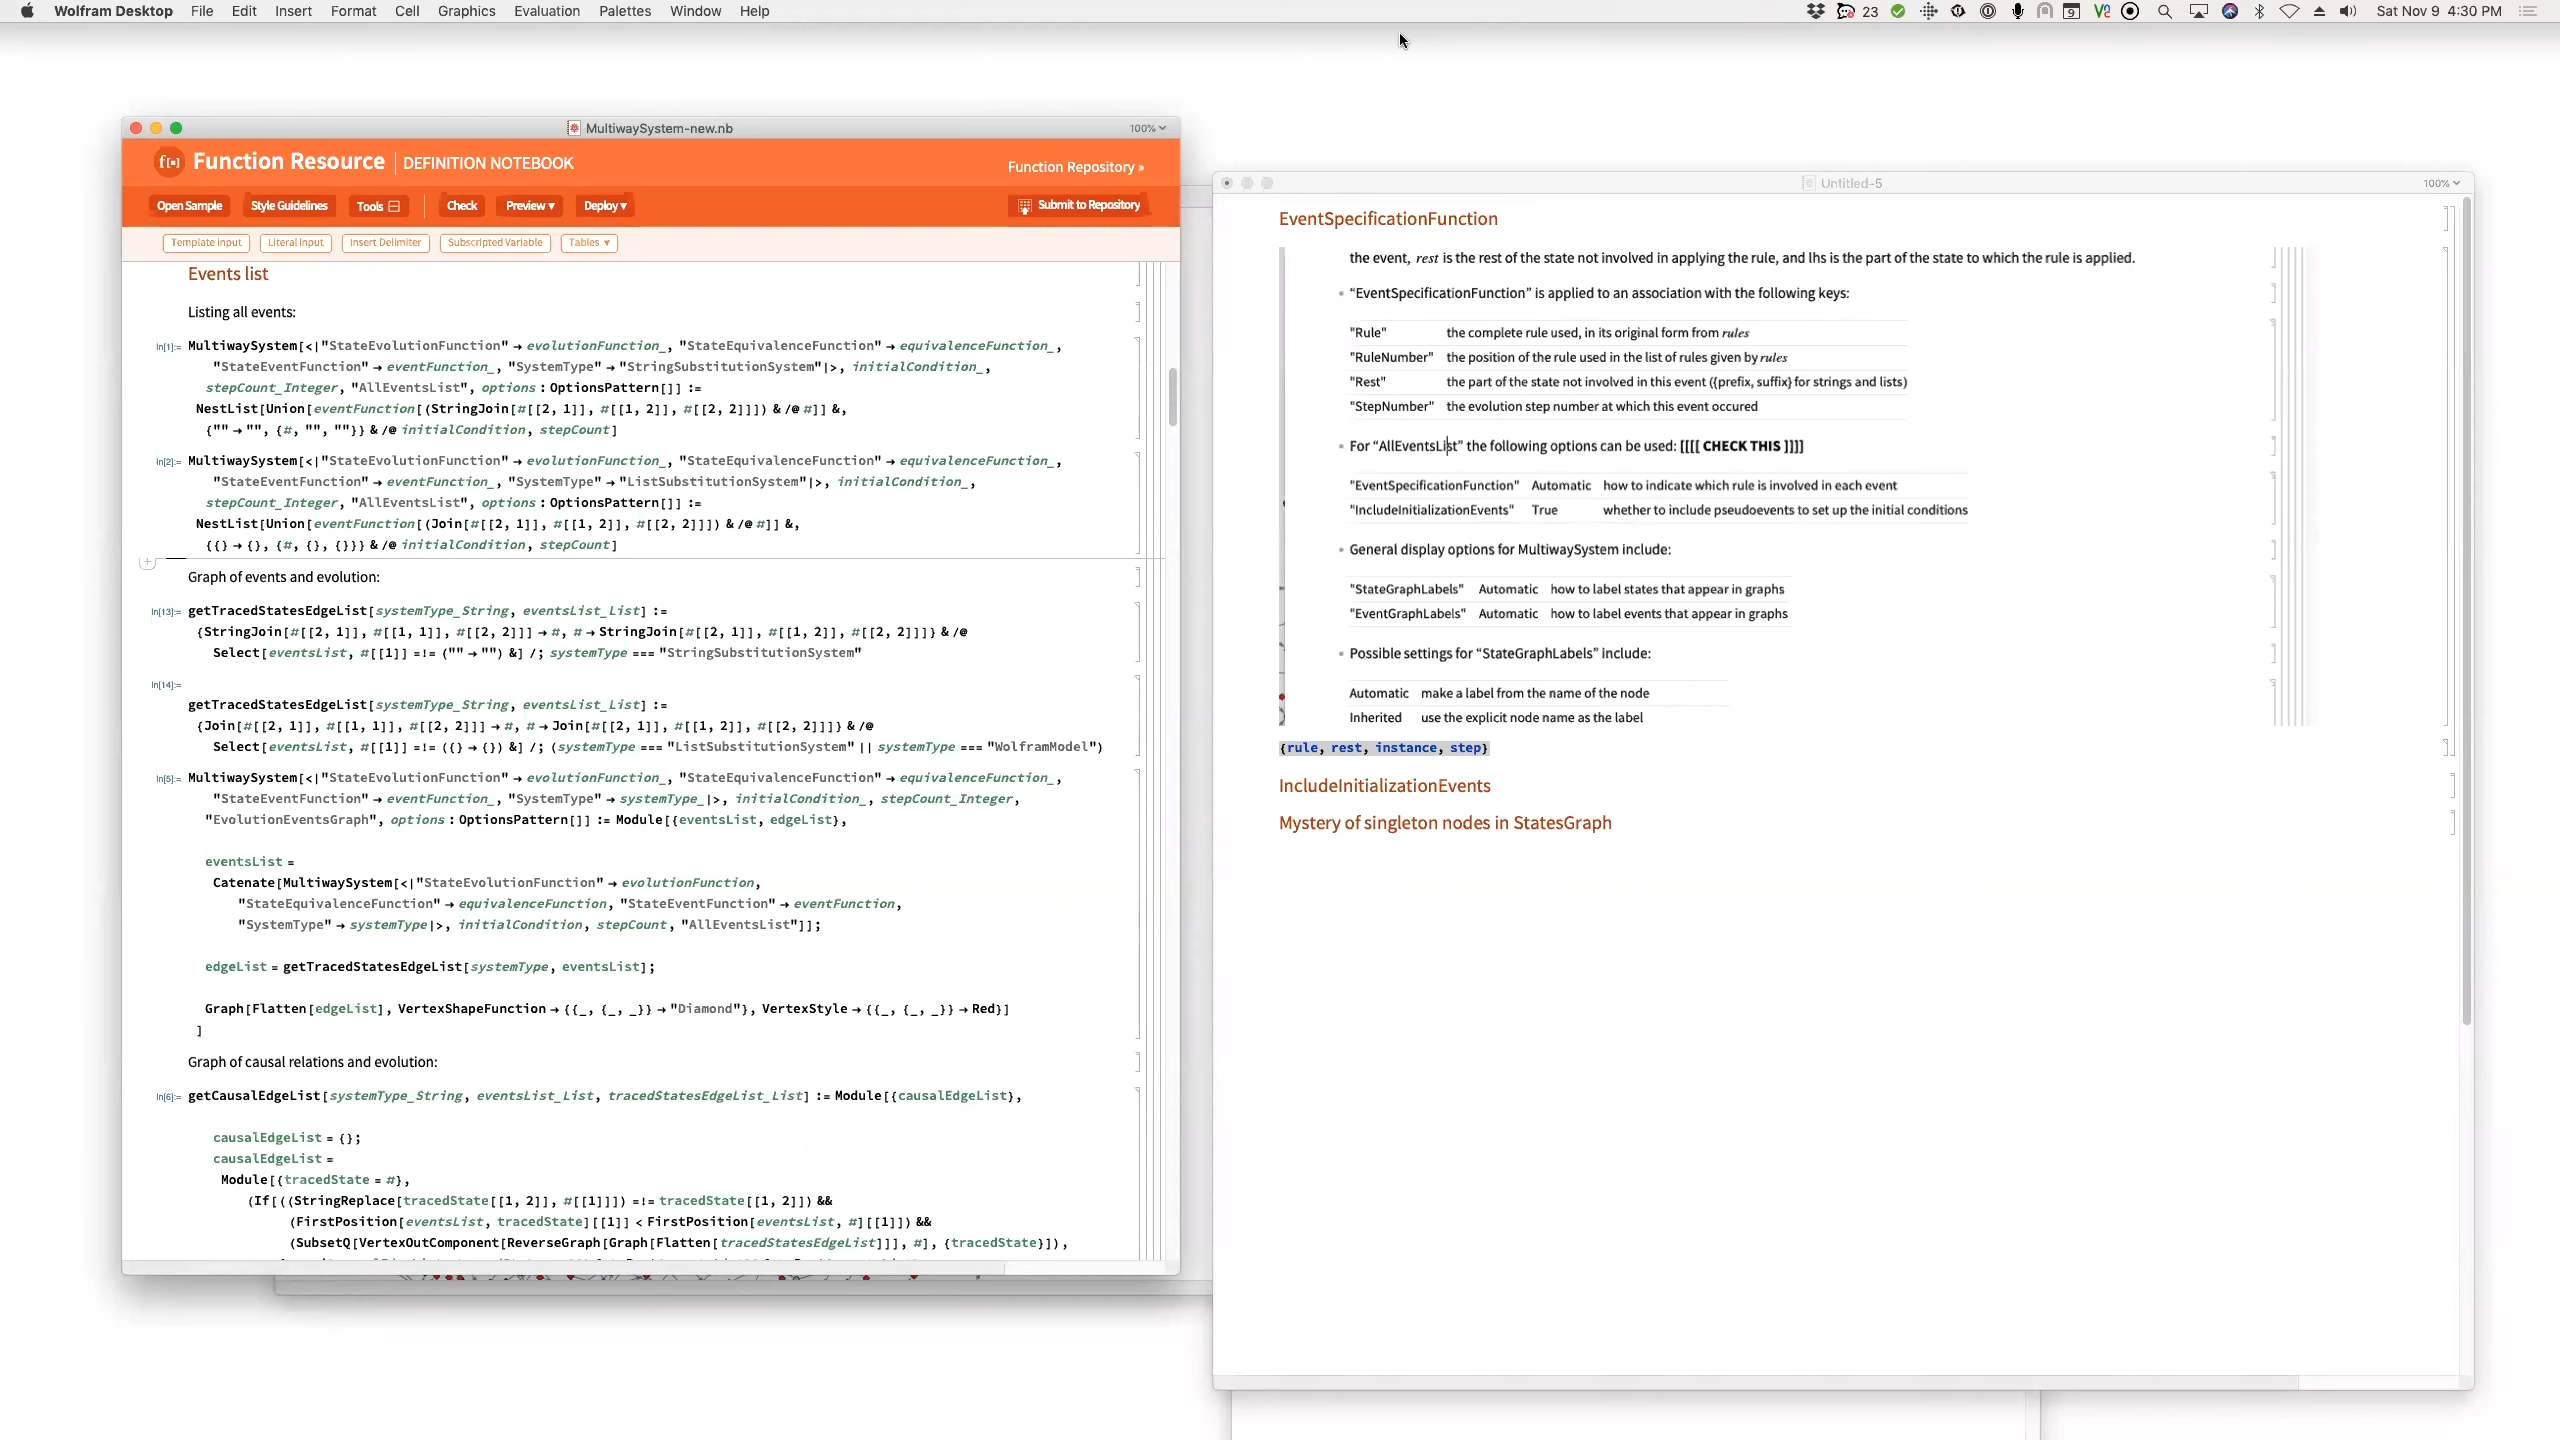 Wolfram Desktop File Edit Insert Format Cell Graphics Evaluation Palettes Window Help
23 Sat Nov 9 4:30 PM
MultiwaySystem-new.nb 100%
Function Resource DEFINITION NOTEBOOK
Function Repository »
Open Sample Style Guidelines Tools Check Preview▾ Deploy▾ Submit to Repository
Template Input Literal Input Insert Delimiter Subscripted Variable Tables ▾
Events list
Listing all events:
In[1]:= MultiwaySystem[<|"StateEvolutionFunction" → evolutionFunction_, "StateEquivalenceFunction" → equivalenceFunction_,
"StateEventFunction" → eventFunction_, "SystemType" → "StringSubstitutionSystem"|>, initialCondition_,
stepCount_Integer, "AllEventsList", options : OptionsPattern[]] :=
NestList[Union[eventFunction[(StringJoin[#[[2, 1]], #[[1, 2]], #[[2, 2]]]) & /@ #]] &,
{"" → "", {#, "", ""}} & /@ initialCondition, stepCount]
In[2]:= MultiwaySystem[<|"StateEvolutionFunction" → evolutionFunction_, "StateEquivalenceFunction" → equivalenceFunction_,
"StateEventFunction" → eventFunction_, "SystemType" → "ListSubstitutionSystem"|>, initialCondition_,
stepCount_Integer, "AllEventsList", options : OptionsPattern[]] :=
NestList[Union[eventFunction[(Join[#[[2, 1]], #[[1, 2]], #[[2, 2]]]) & /@ #]] &,
{{} → {}, {#, {}, {}}} & /@ initialCondition, stepCount]
Graph of events and evolution:
In[13]:= getTracedStatesEdgeList[systemType_String, eventsList_List] :=
{StringJoin[#[[2, 1]], #[[1, 1]], #[[2, 2]]] → #, # → StringJoin[#[[2, 1]], #[[1, 2]], #[[2, 2]]]} & /@
Select[eventsList, #[[1]] =!= ("" → "") &] /; systemType === "StringSubstitutionSystem"
In[14]:=
getTracedStatesEdgeList[systemType_String, eventsList_List] :=
{Join[#[[2, 1]], #[[1, 1]], #[[2, 2]]] → #, # → Join[#[[2, 1]], #[[1, 2]], #[[2, 2]]]} & /@
Select[eventsList, #[[1]] =!= ({} → {}) &] /; (systemType === "ListSubstitutionSystem" || systemType === "WolframModel")
In[5]:= MultiwaySystem[<|"StateEvolutionFunction" → evolutionFunction_, "StateEquivalenceFunction" → equivalenceFunction_,
"StateEventFunction" → eventFunction_, "SystemType" → systemType_|>, initialCondition_, stepCount_Integer,
"EvolutionEventsGraph", options : OptionsPattern[]] := Module[{eventsList, edgeList},
eventsList =
Catenate[MultiwaySystem[<|"StateEvolutionFunction" → evolutionFunction,
"StateEquivalenceFunction" → equivalenceFunction, "StateEventFunction" → eventFunction,
"SystemType" → systemType|>, initialCondition, stepCount, "AllEventsList"]];
edgeList = getTracedStatesEdgeList[systemType, eventsList];
Graph[Flatten[edgeList], VertexShapeFunction → {{_, {_, _}} → "Diamond"}, VertexStyle → {{_, {_, _}} → Red}]
]
Graph of causal relations and evolution:
In[6]:= getCausalEdgeList[systemType_String, eventsList_List, tracedStatesEdgeList_List] := Module[{causalEdgeList},
causalEdgeList = {};
causalEdgeList =
Module[{tracedState = #},
(If[((StringReplace[tracedState[[1, 2]], #[[1]]]) =!= tracedState[[1, 2]]) &&
(FirstPosition[eventsList, tracedState][[1]] < FirstPosition[eventsList, #][[1]]) &&
(SubsetQ[VertexOutComponent[ReverseGraph[Graph[Flatten[tracedStatesEdgeList]]], #], {tracedState}]),
Untitled-5 100%
EventSpecificationFunction
the event, rest is the rest of the state not involved in applying the rule, and lhs is the part of the state to which the rule is applied.
▪ “EventSpecificationFunction” is applied to an association with the following keys:
"Rule" the complete rule used, in its original form from rules
"RuleNumber" the position of the rule used in the list of rules given by rules
"Rest" the part of the state not involved in this event ({prefix, suffix} for strings and lists)
"StepNumber" the evolution step number at which this event occured
▪ For “AllEventsList” the following options can be used: [[[[ CHECK THIS ]]]]
"EventSpecificationFunction" Automatic how to indicate which rule is involved in each event
"IncludeInitializationEvents" True whether to include pseudoevents to set up the initial conditions
▪ General display options for MultiwaySystem include:
"StateGraphLabels" Automatic how to label states that appear in graphs
"EventGraphLabels" Automatic how to label events that appear in graphs
▪ Possible settings for “StateGraphLabels” include:
Automatic make a label from the name of the node
Inherited use the explicit node name as the label
{rule, rest, instance, step}
IncludeInitializationEvents
Mystery of singleton nodes in StatesGraph